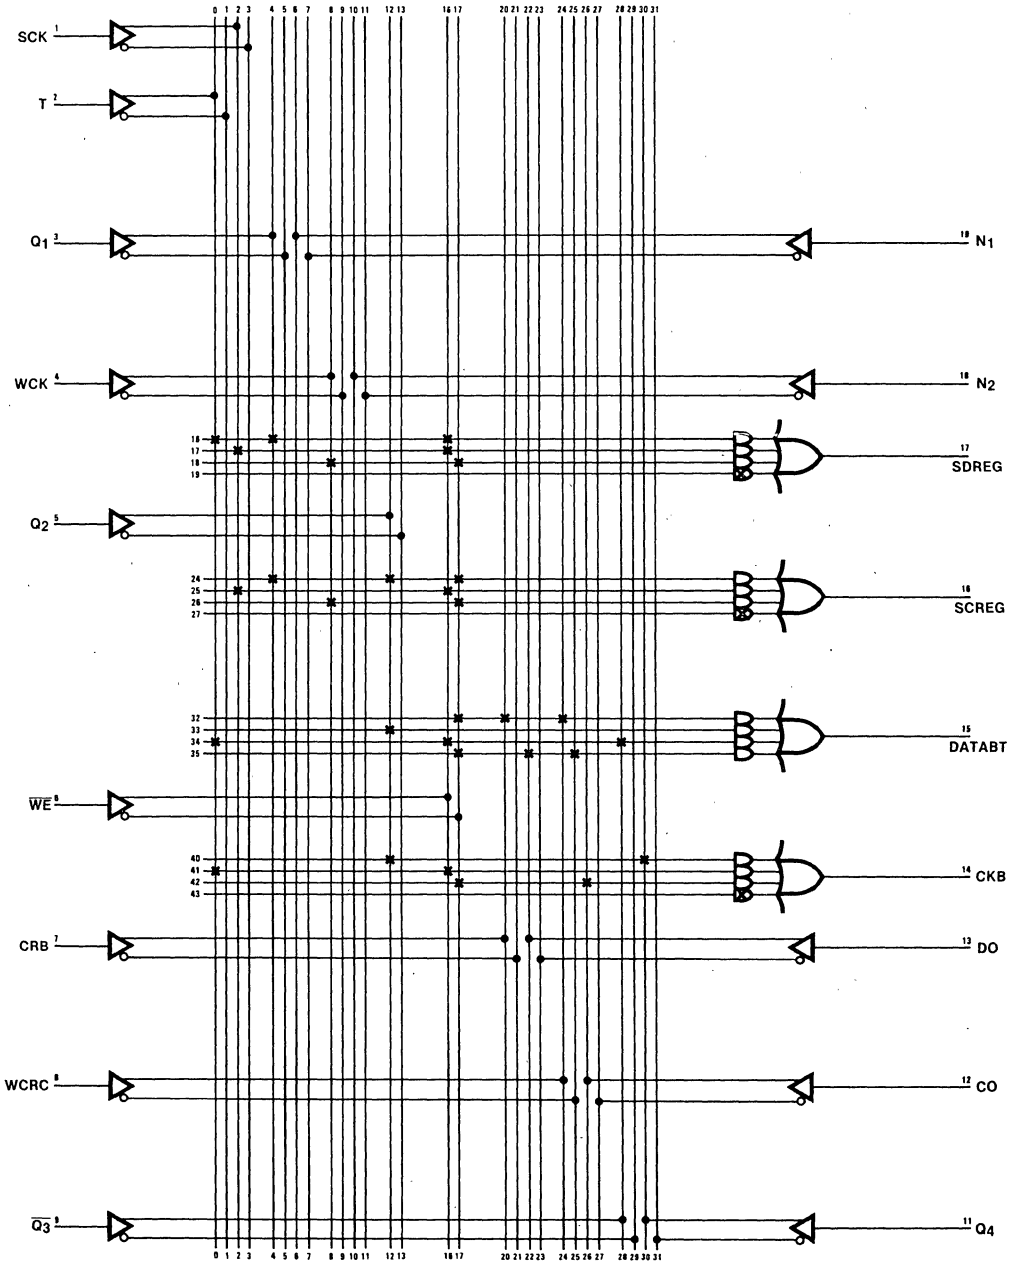 0 1 2 3 4 5 6 7 8 9 10 11 12 13 16 17 20 21 22 23 24 25 26 27 28 29 30 31
SCK 1
T 2
Q1 3
19 N1
WCK 4
18 N2
16
17
18
19
17
SDREG
Q2 5
24
25
26
27
16
SCREG
32
33
34
35
15
DATABT
WE 6
40
41
42
43
14 CKB
CRB 7
13 DO
WCRC 8
12 CO
Q3 9
11 Q4
0 1 2 3 4 5 6 7 8 9 10 11 12 13 16 17 20 21 22 23 24 25 26 27 28 29 30 31